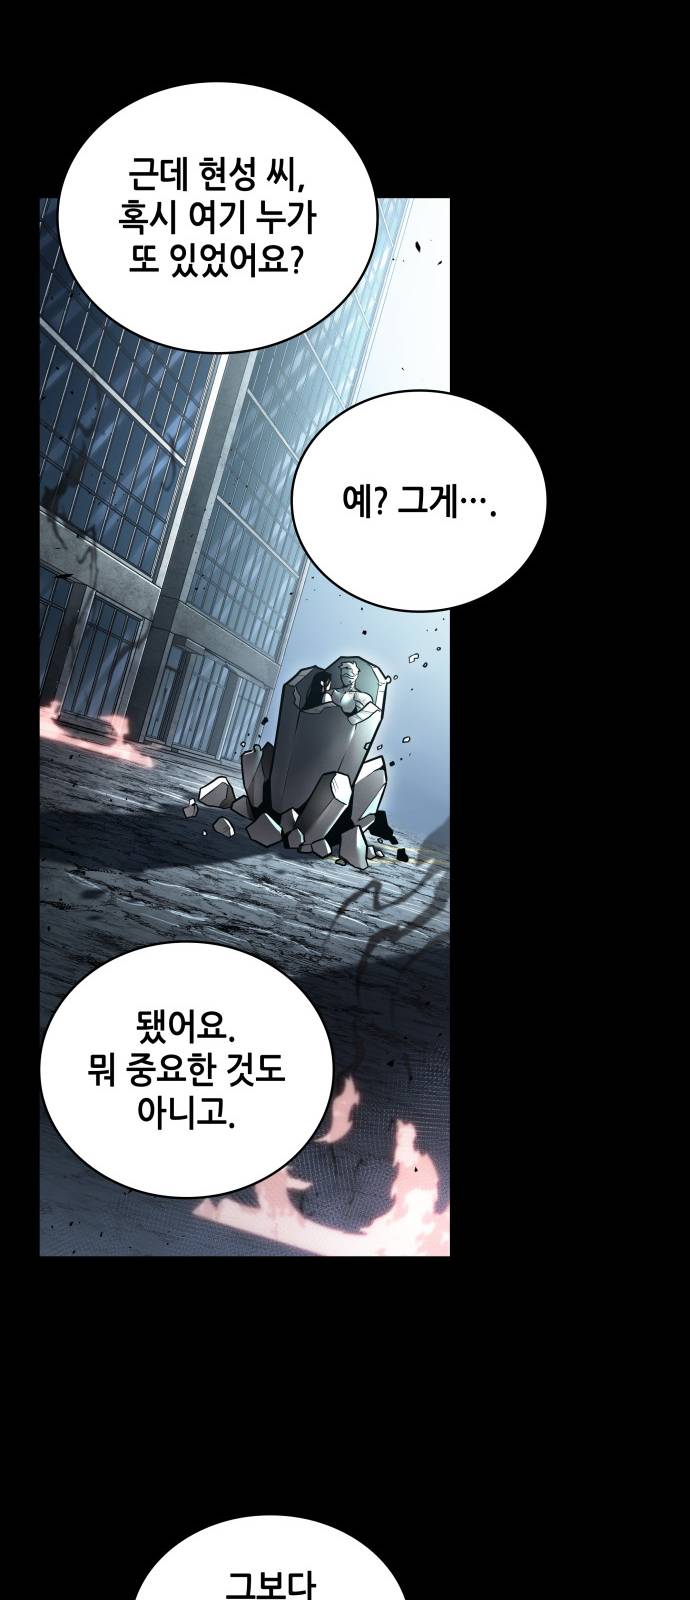 근데 현성 씨,
혹시 여기 누가
또 있었어요?
예? 그게….
됐어요.
뭐 중요한 것도
아니고.
그보다